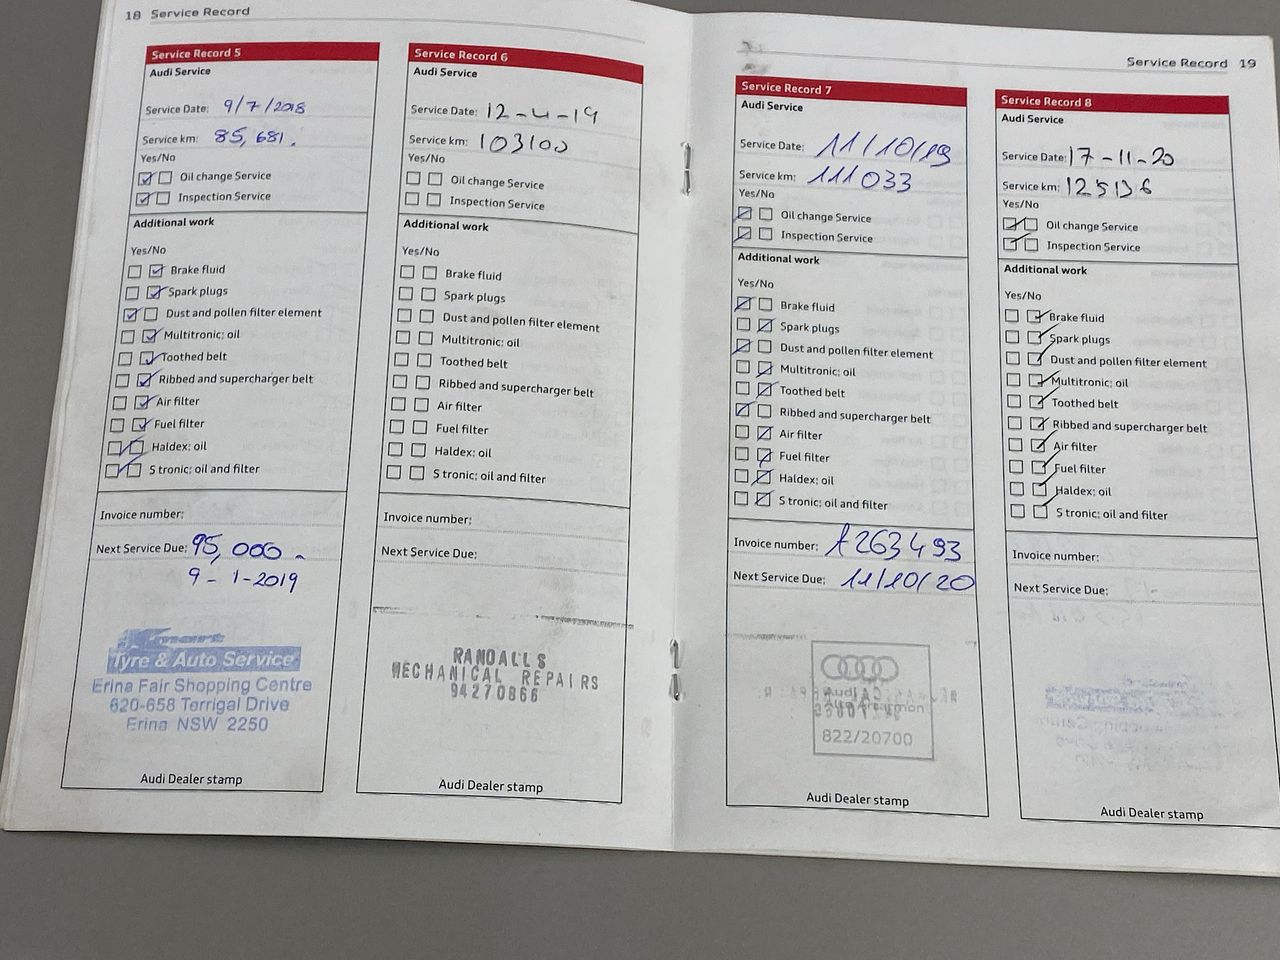 18 Service Record
Service Record 5
Audi Service
Service Date: 9/7/2018
Service km: 85,681.
Yes/No
Oil change Service
Inspection Service
Additional work
Yes/No
Brake fluid
Spark plugs
Dust and pollen filter element
Multitronic: oil
Toothed belt
Ribbed and supercharger belt
Air filter
Fuel filter
Haldex: oil
S tronic: oil and filter
Invoice number:
Next Service Due: 95,000.
9-1-2019
Tyre & Auto Service
Erina Fair Shopping Centre
620-658 Terrigal Drive
Erina NSW 2250
Audi Dealer stamp
Service Record 6
Audi Service
Service Date: 12-4-19
Service km: 103100
Yes/No
Oil change Service
Inspection Service
Additional work
Yes/No
Brake fluid
Spark plugs
Dust and pollen filter element
Multitronic: oil
Toothed belt
Ribbed and supercharger belt
Air filter
Fuel filter
Haldex: oil
S tronic: oil and filter
Invoice number:
Next Service Due:
RANDALLS
MECHANICAL REPAIRS
94270866
Audi Dealer stamp
Service Record 19
Service Record 7
Audi Service
Service Date: 11/10/19
Service km: 111033
Yes/No
Oil change Service
Inspection Service
Additional work
Yes/No
Brake fluid
Spark plugs
Dust and pollen filter element
Multitronic: oil
Toothed belt
Ribbed and supercharger belt
Air filter
Fuel filter
Haldex: oil
S tronic: oil and filter
Invoice number: A263493
Next Service Due: 11/10/20
Audi
822/20700
Audi Dealer stamp
Service Record 8
Audi Service
Service Date: 17-11-20
Service km: 125136
Yes/No
Oil change Service
Inspection Service
Additional work
Yes/No
Brake fluid
Spark plugs
Dust and pollen filter element
Multitronic: oil
Toothed belt
Ribbed and supercharger belt
Air filter
Fuel filter
Haldex: oil
S tronic: oil and filter
Invoice number:
Next Service Due:
Audi Dealer stamp